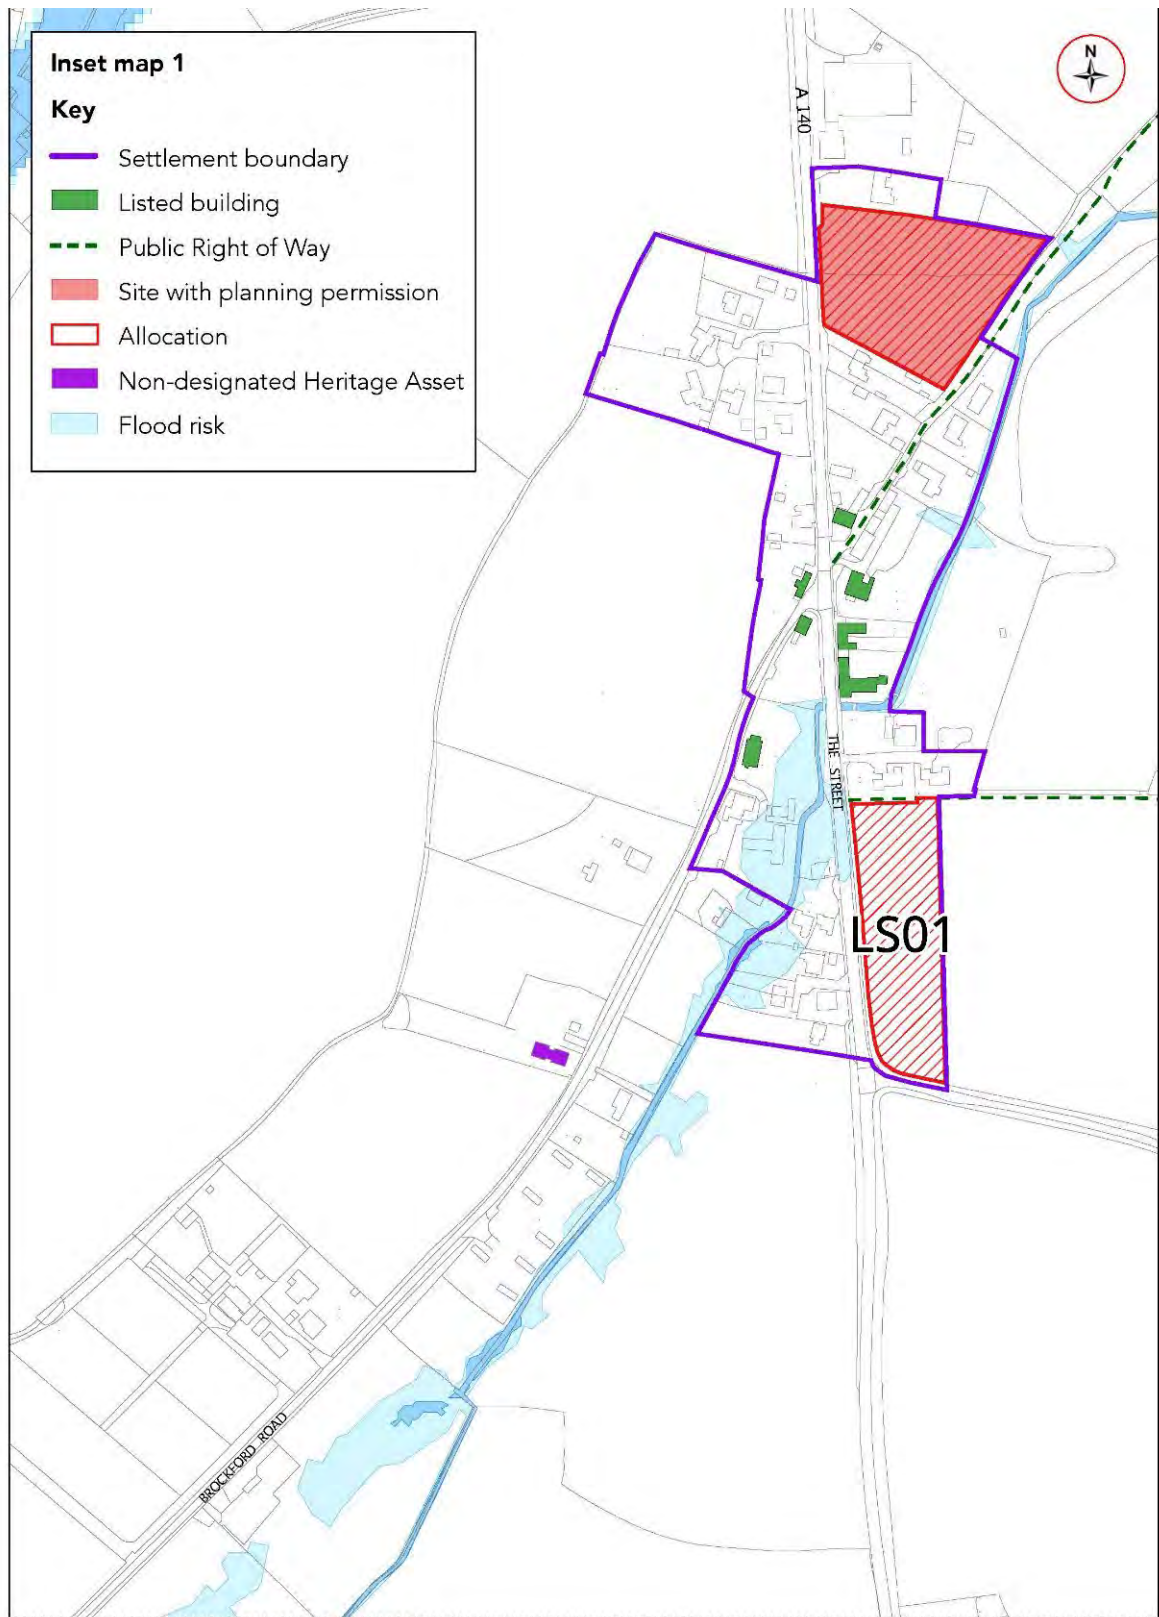 Inset map 1
Key
Settlement boundary
Listed building
Public Right of Way
Site with planning permission
Allocation
Non-designated Heritage Asset
Flood risk
N
A 140
THE STREET
LS01
BROCKFORD ROAD